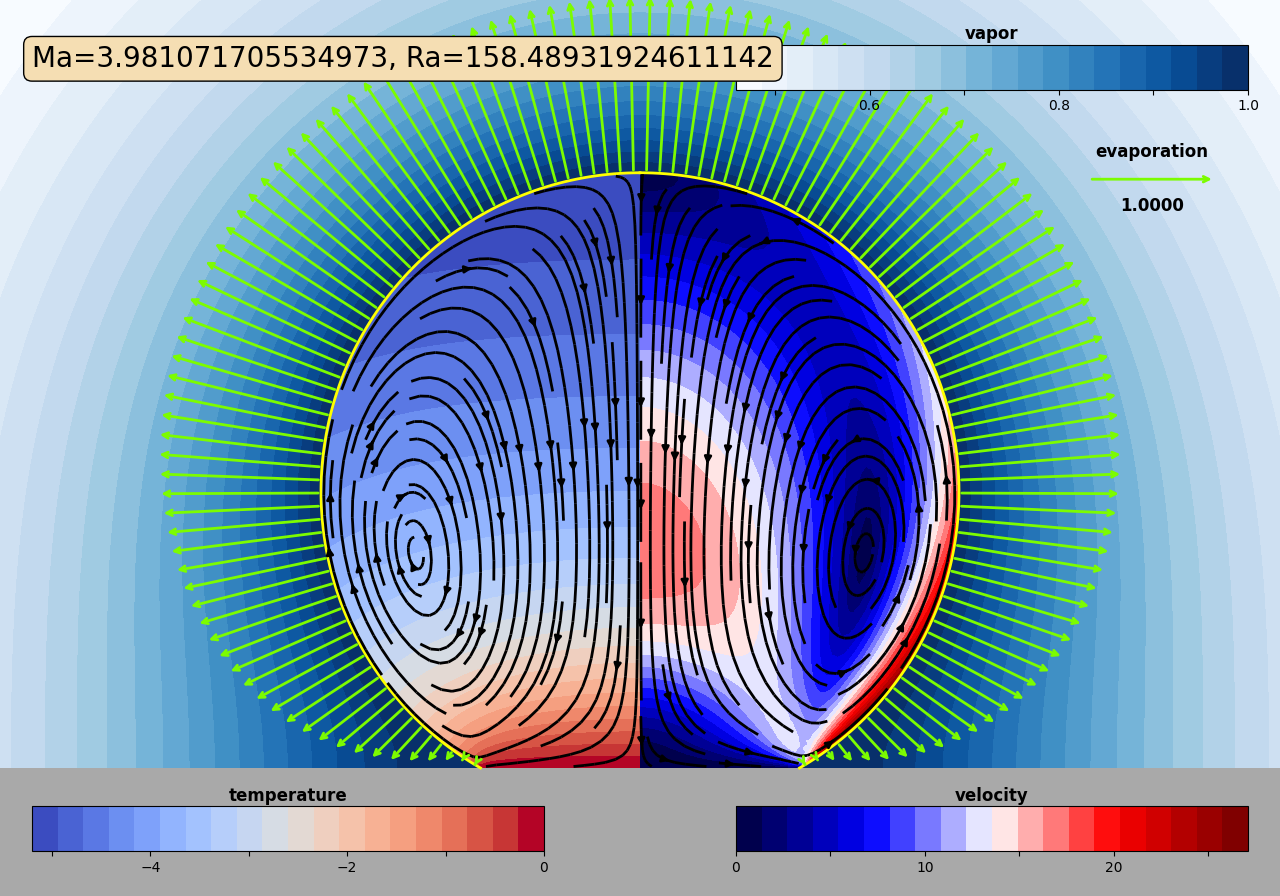 Ma=3.981071705534973, Ra=158.48931924611142
vapor
0.6 0.8 1.0
evaporation
1.0000
temperature
−4 −2 0
velocity
0 10 20